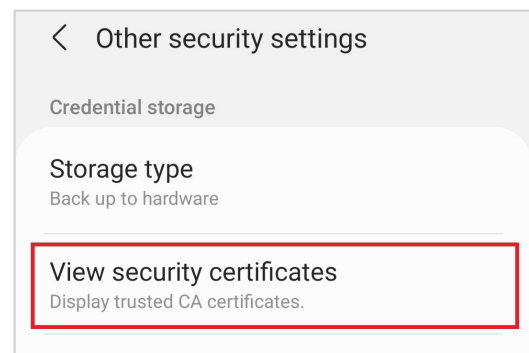 Other security settings
Credential storage
Storage type
Back up to hardware
View security certificates
Display trusted CA certificates.